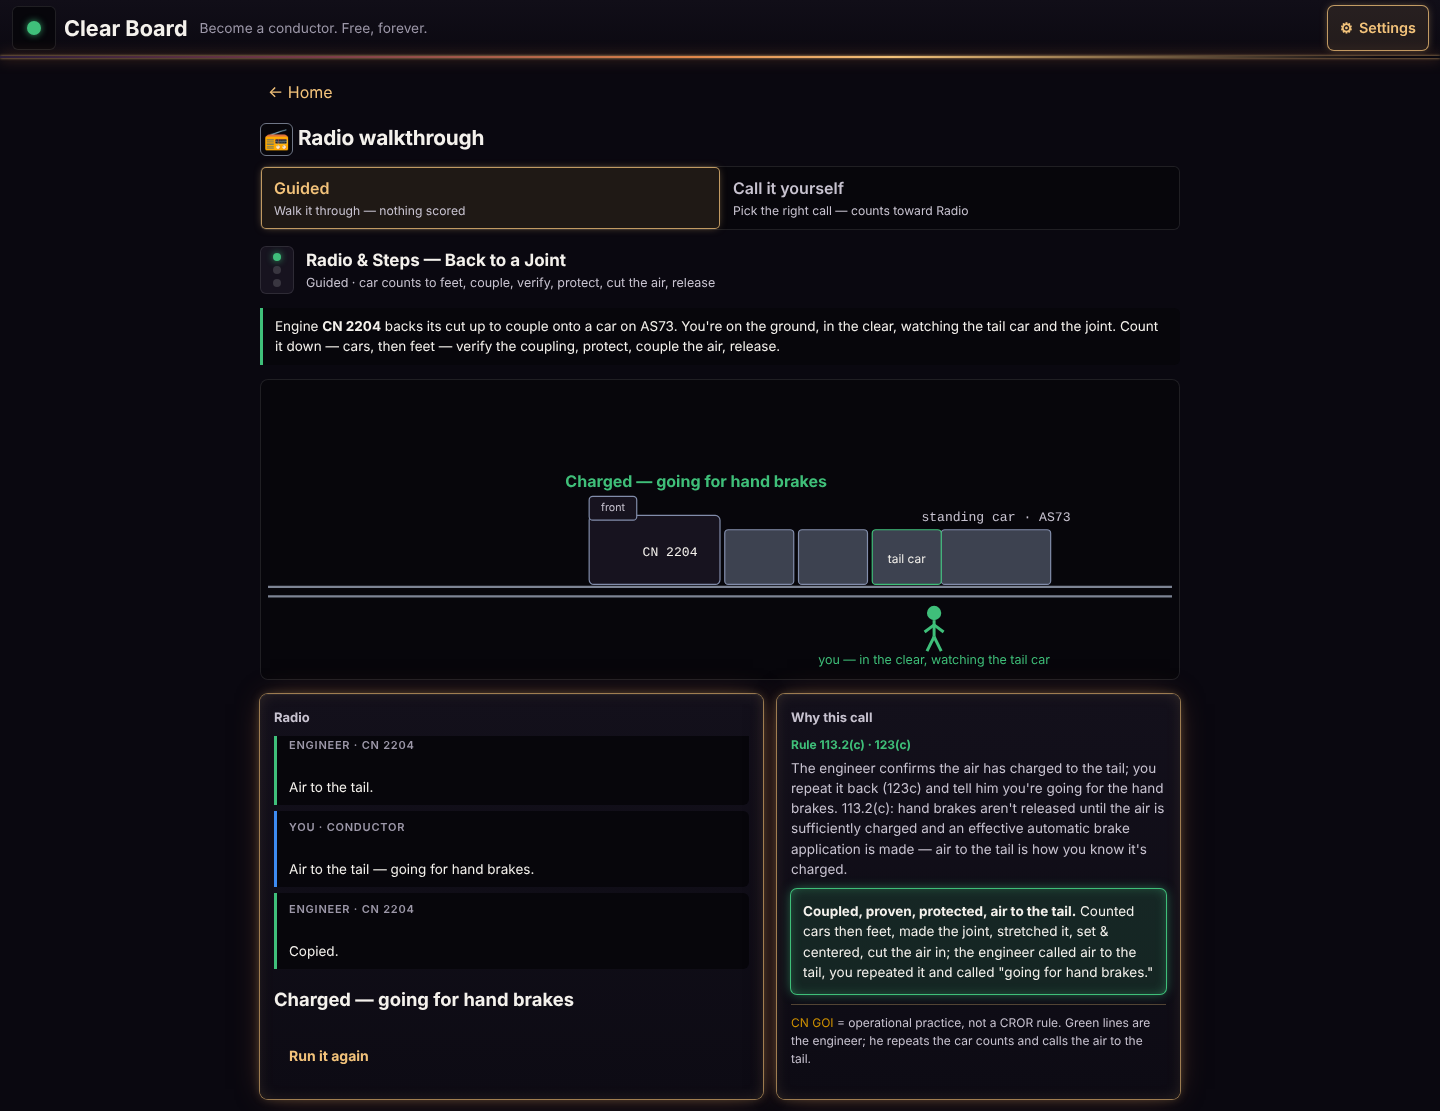 Clear Board
Become a conductor. Free, forever.
⚙ Settings
← Home
Radio walkthrough
Guided
Walk it through — nothing scored
Call it yourself
Pick the right call — counts toward Radio
Radio & Steps — Back to a Joint
Guided · car counts to feet, couple, verify, protect, cut the air, release
Engine CN 2204 backs its cut up to couple onto a car on AS73. You're on the ground, in the clear, watching the tail car and the joint. Count
it down — cars, then feet — verify the coupling, protect, couple the air, release.
Charged — going for hand brakes
front
standing car · AS73
CN 2204
tail car
you — in the clear, watching the tail car
Radio
ENGINEER · CN 2204
Air to the tail.
YOU · CONDUCTOR
Air to the tail — going for hand brakes.
ENGINEER · CN 2204
Copied.
Charged — going for hand brakes
Run it again
Why this call
Rule 113.2(c) · 123(c)
The engineer confirms the air has charged to the tail; you
repeat it back (123c) and tell him you're going for the hand
brakes. 113.2(c): hand brakes aren't released until the air is
sufficiently charged and an effective automatic brake
application is made — air to the tail is how you know it's
charged.
Coupled, proven, protected, air to the tail. Counted
cars then feet, made the joint, stretched it, set &
centered, cut the air in; the engineer called air to the
tail, you repeated it and called "going for hand brakes."
CN GOI = operational practice, not a CROR rule. Green lines are
the engineer; he repeats the car counts and calls the air to the
tail.